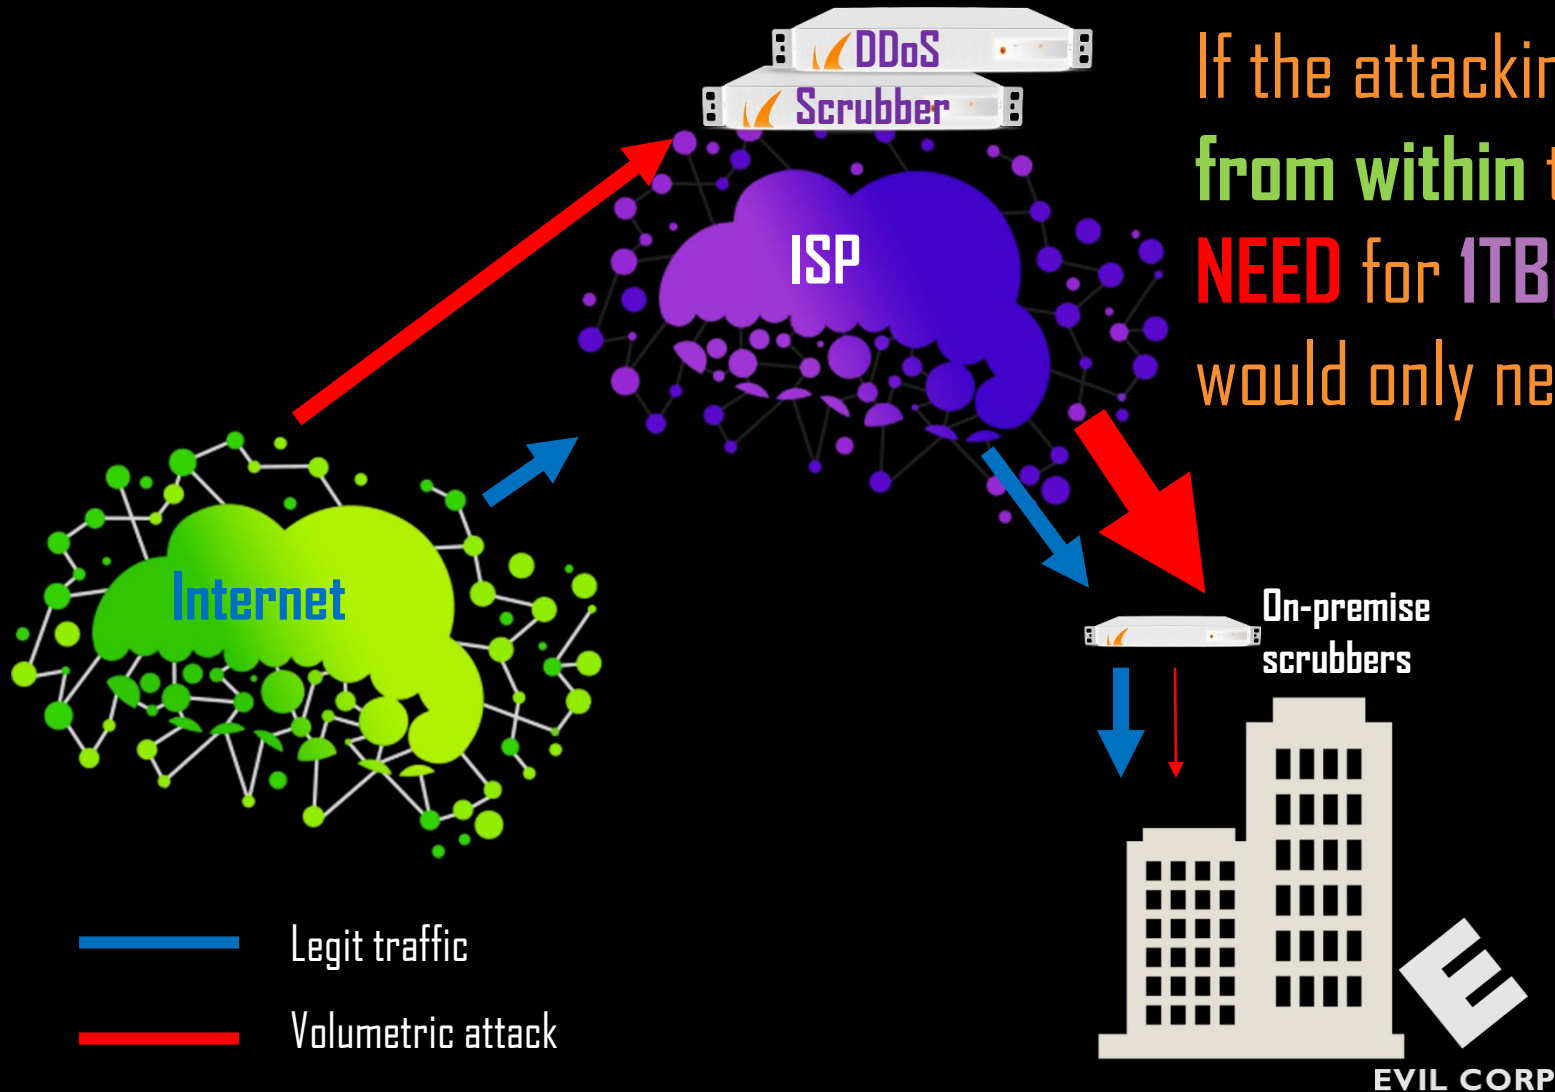 DDoS
Scrubber
If the attackin
from within t
NEED for 1TB
would only ne
ISP
Internet
On-premise
scrubbers
Legit traffic
Volumetric attack
E
EVIL CORP